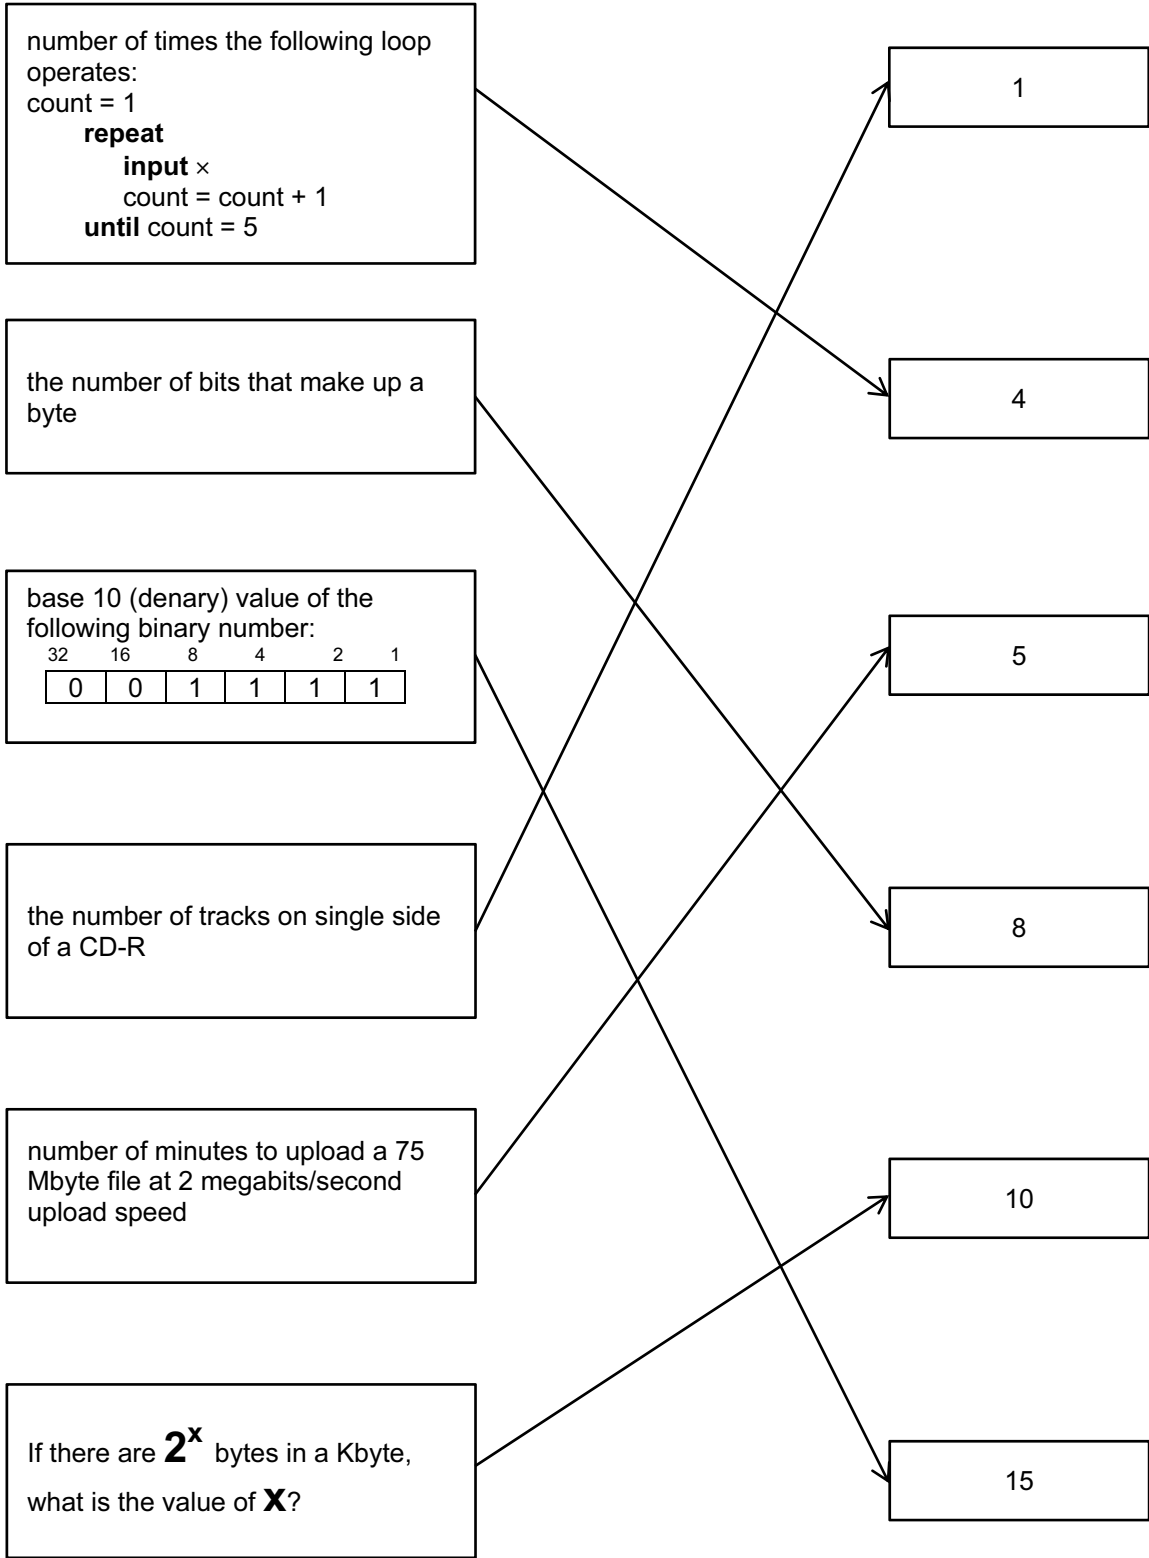 number of times the following loop
operates:
count = 1
repeat
input ×
count = count + 1
until count = 5
the number of bits that make up a
byte
base 10 (denary) value of the
following binary number:
32 16 8 4 2 1
0 0 1 1 1 1
the number of tracks on single side
of a CD-R
number of minutes to upload a 75
Mbyte file at 2 megabits/second
upload speed
If there are 2^x bytes in a Kbyte,
what is the value of x?
1
4
5
8
10
15